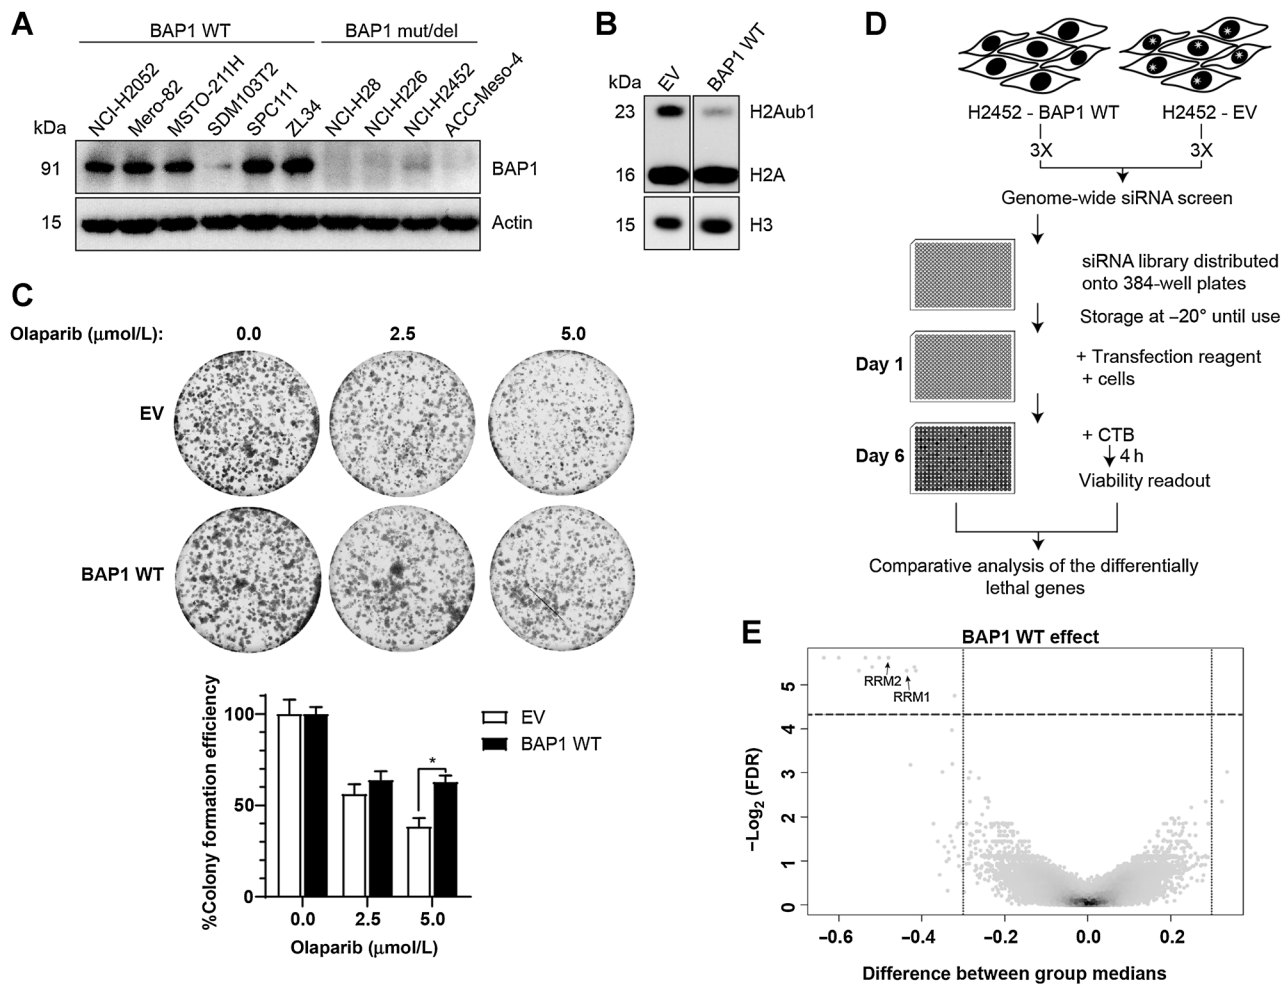 A
BAP1 WT
BAP1 mut/del
NCI-H2052
Mero-82
MSTO-211H
SDM103T2
SPC111
ZL34
NCI-H28
NCI-H226
NCI-H2452
ACC-Meso-4
kDa
91
BAP1
15
Actin
B
kDa
EV
BAP1 WT
23
H2Aub1
16
H2A
15
H3
C
Olaparib (μmol/L): 0.0 2.5 5.0
EV
BAP1 WT
%Colony formation efficiency
100
50
0
*
EV
BAP1 WT
0.0 2.5 5.0
Olaparib (μmol/L)
D
H2452 - BAP1 WT
H2452 - EV
3X
3X
Genome-wide siRNA screen
siRNA library distributed
onto 384-well plates
Storage at –20° until use
Day 1
+ Transfection reagent
+ cells
Day 6
+ CTB
4 h
Viability readout
Comparative analysis of the differentially
lethal genes
E
BAP1 WT effect
RRM2
RRM1
–Log2 (FDR)
5
4
3
2
1
0
–0.6 –0.4 –0.2 0.0 0.2
Difference between group medians